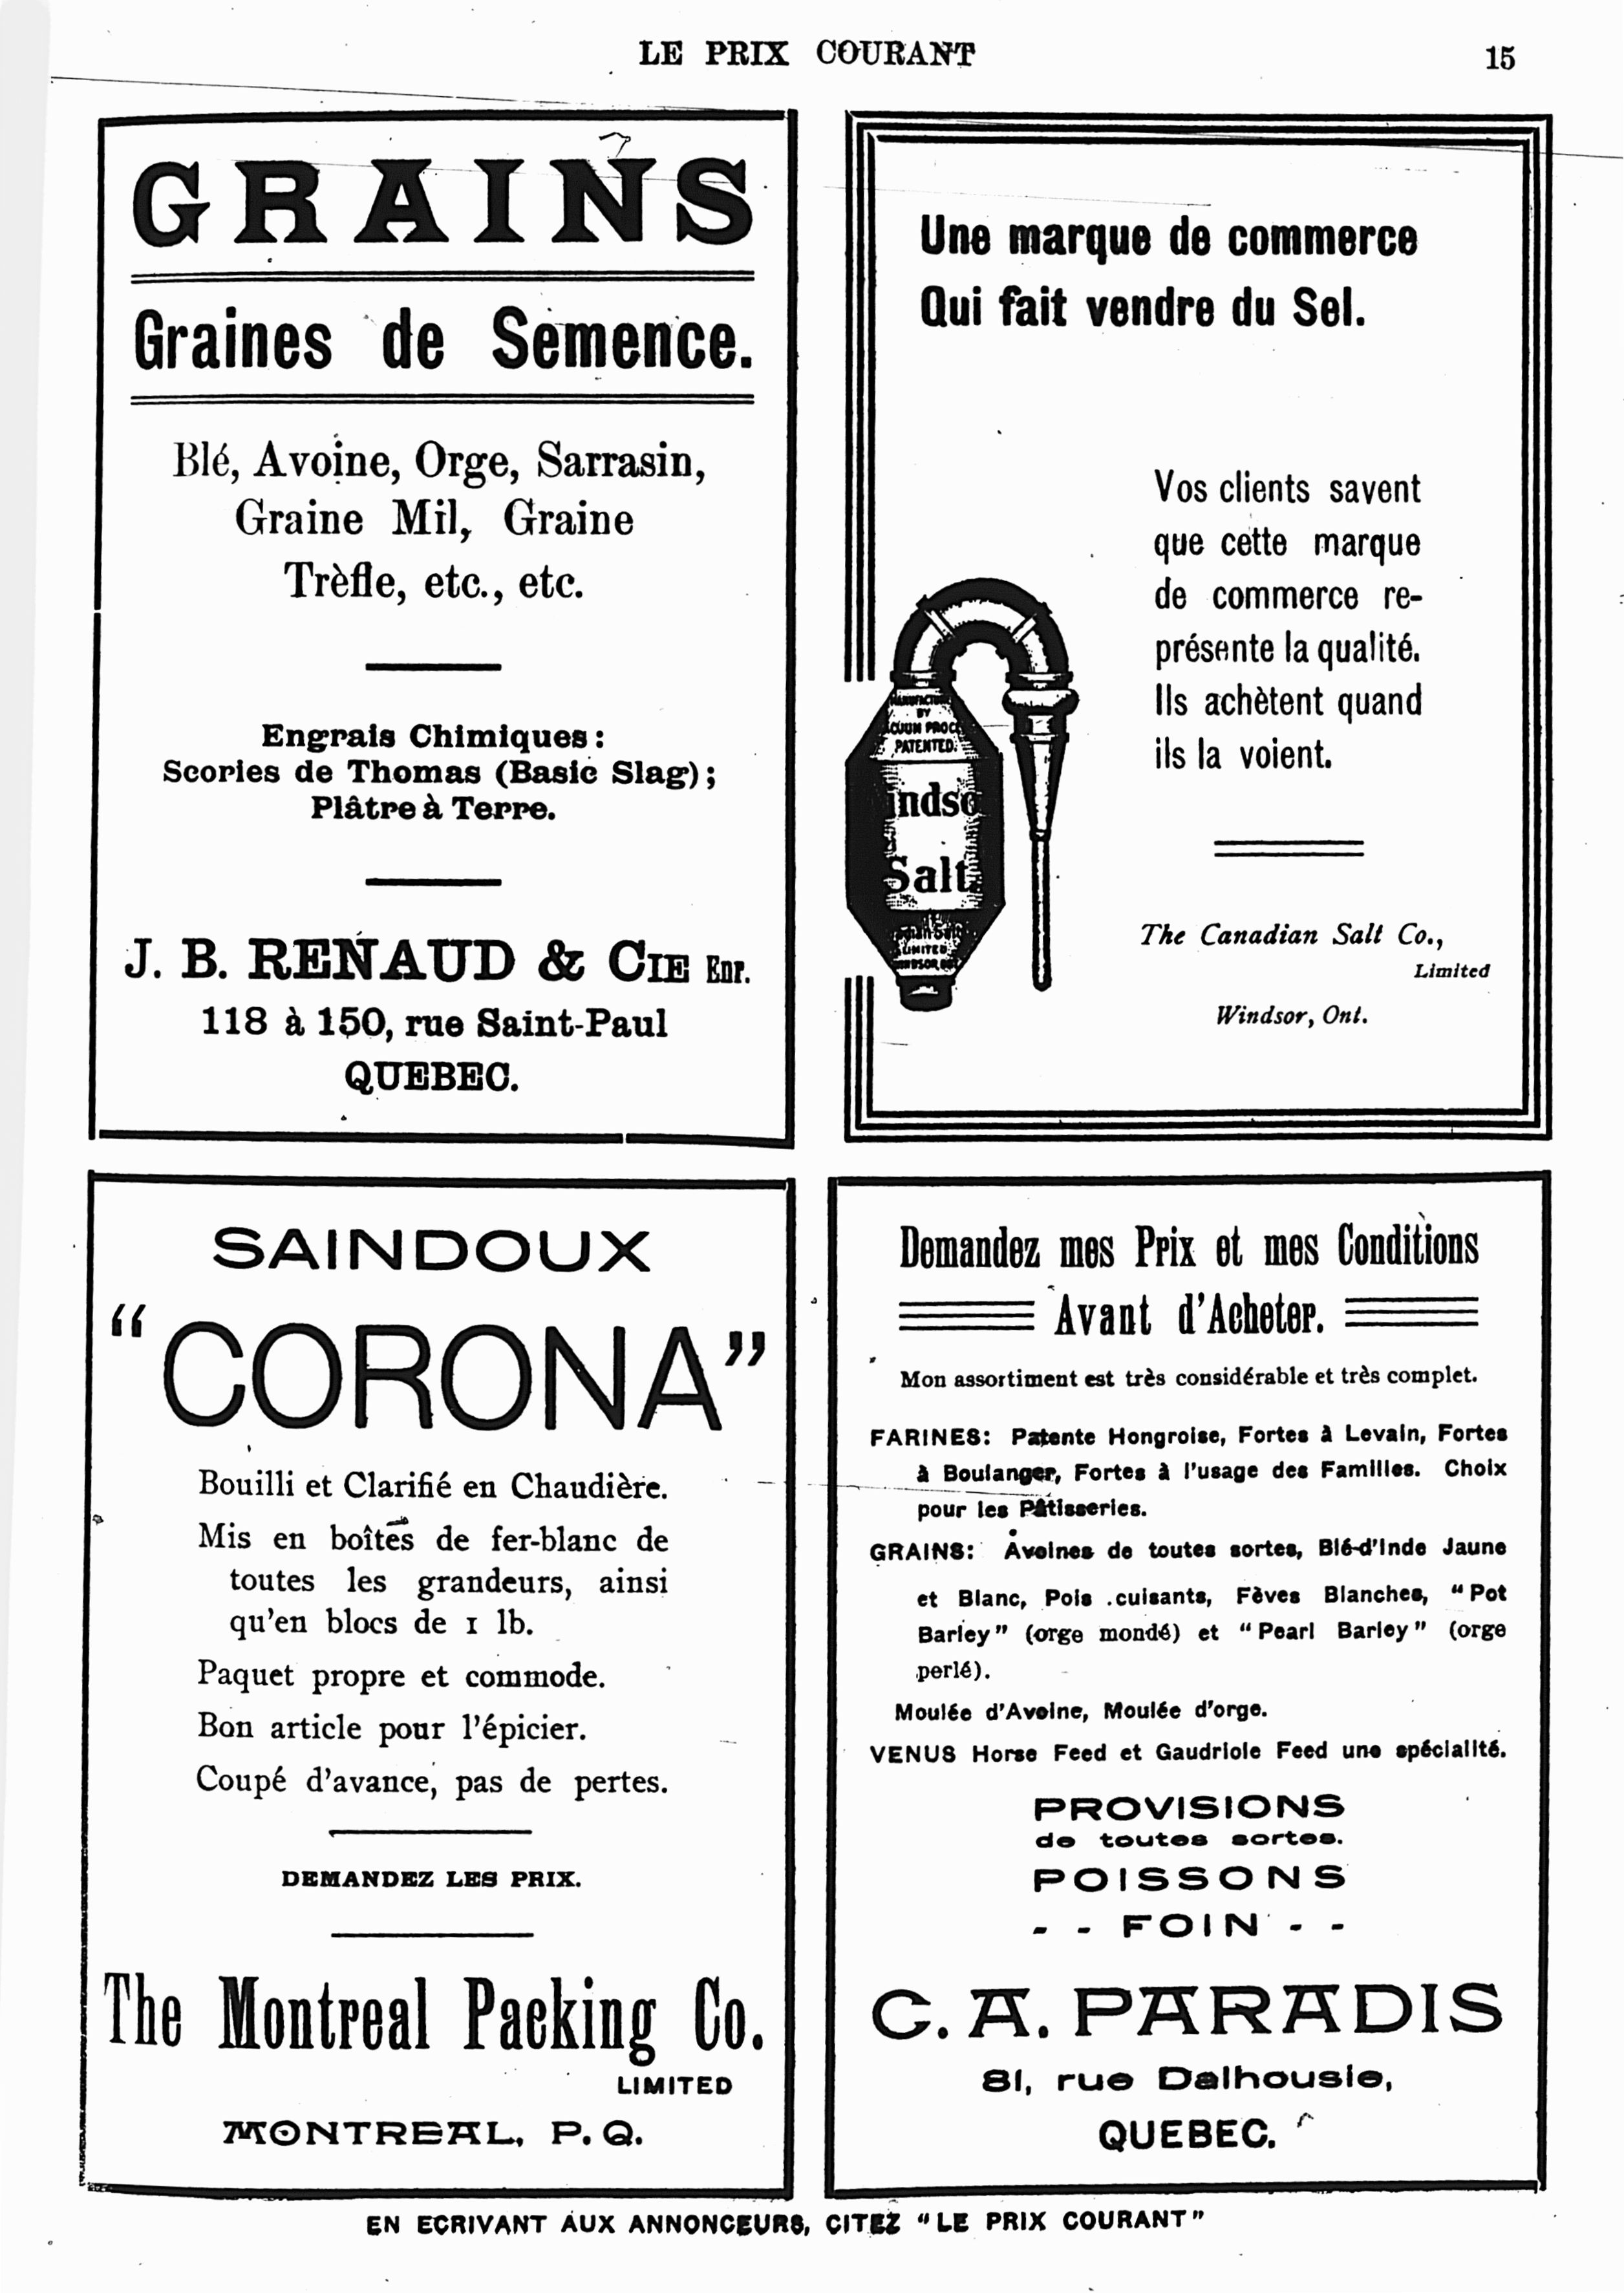 LE PRIX COURANT
15
GRAINS
Graines de Semence.
Blé, Avoine, Orge, Sarrasin,
Graine Mil, Graine
Trèfle, etc., etc.
Engrais Chimiques:
Scories de Thomas (Basic Slag);
Plâtre à Terre.
J. B. RENAUD & CIE Enr.
118 à 150, rue Saint-Paul
QUEBEC.
Une marque de commerce
Qui fait vendre du Sel.
Vos clients savent
que cette marque
de commerce re-
présente la qualité.
Ils achètent quand
ils la voient.
BY
PATENTED.
Salt
LIMITED
The Canadian Salt Co.,
Limited
Windsor, Ont.
SAINDOUX
"CORONA"
Bouilli et Clarifié en Chaudière.
Mis en boîtes de fer-blanc de
toutes les grandeurs, ainsi
qu'en blocs de 1 lb.
Paquet propre et commode.
Bon article pour l'épicier.
Coupé d'avance, pas de pertes.
DEMANDEZ LES PRIX.
The Montreal Packing Co.
LIMITED
MONTREAL, P. Q.
Demandez mes Prix et mes Conditions
Avant d'Acheter.
Mon assortiment est très considérable et très complet.
FARINES: Patente Hongroise, Fortes à Levain, Fortes
à Boulanger, Fortes à l'usage des Familles. Choix
pour les Pâtisseries.
GRAINS: Avoines de toutes sortes, Blé-d'Inde Jaune
et Blanc, Pois cuisants, Fèves Blanches, "Pot
Barley" (orge mondé) et "Pearl Barley" (orge
perlé).
Moulée d'Avoine, Moulée d'orge.
VENUS Horse Feed et Gaudriole Feed une spécialité.
PROVISIONS
de toutes sortes.
POISSONS
- - FOIN - -
C. A. PARADIS
81, rue Dalhousie,
QUEBEC.
EN ECRIVANT AUX ANNONCEURS, CITEZ "LE PRIX COURANT"